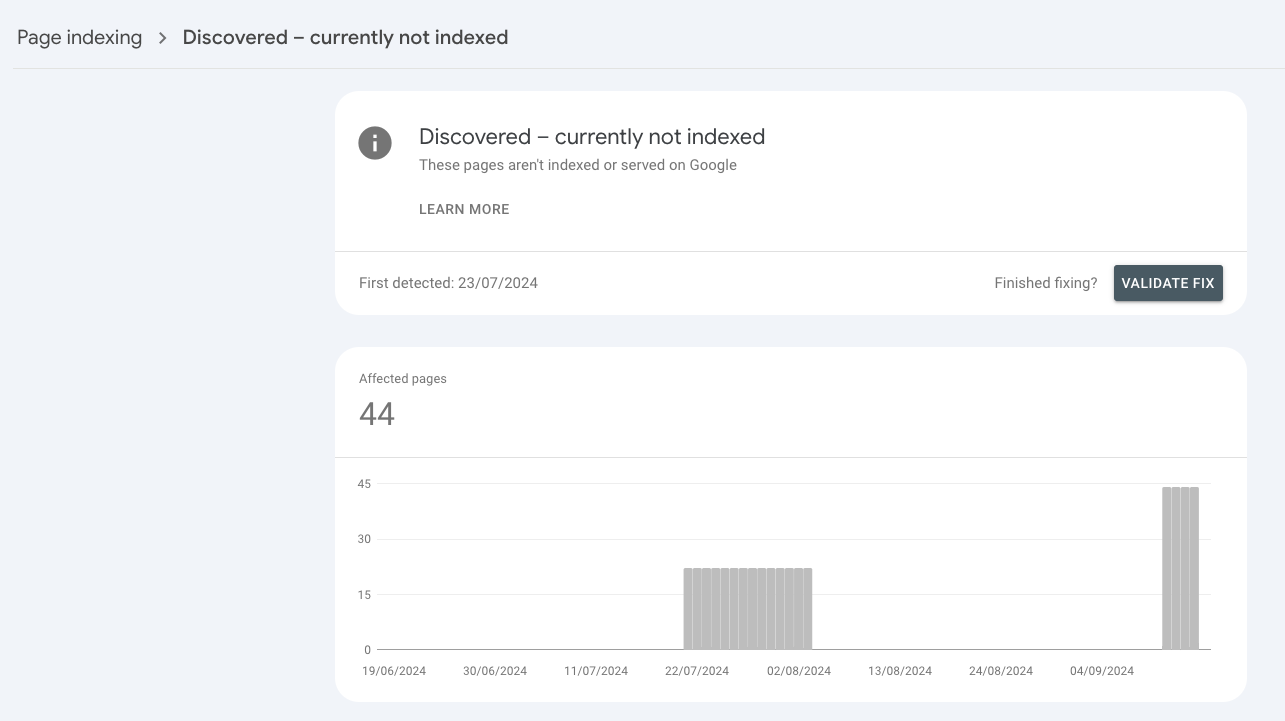 Page indexing > Discovered – currently not indexed
Discovered – currently not indexed
These pages aren't indexed or served on Google
LEARN MORE
First detected: 23/07/2024 Finished fixing? VALIDATE FIX
Affected pages
44
45
30
15
0
19/06/2024 30/06/2024 11/07/2024 22/07/2024 02/08/2024 13/08/2024 24/08/2024 04/09/2024